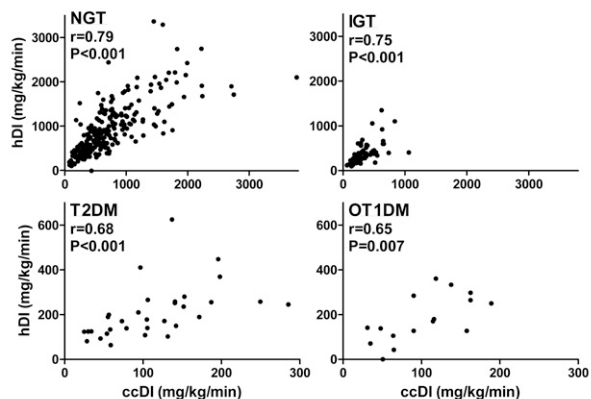 NGT
r=0.79
P<0.001
3000
2000
1000
0
0 1000 2000 3000
hDI (mg/kg/min)
IGT
r=0.75
P<0.001
3000
2000
1000
0
0 1000 2000 3000
T2DM
r=0.68
P<0.001
600
400
200
0
0 100 200 300
hDI (mg/kg/min)
ccDI (mg/kg/min)
OT1DM
r=0.65
P=0.007
600
400
200
0
0 100 200 300
ccDI (mg/kg/min)